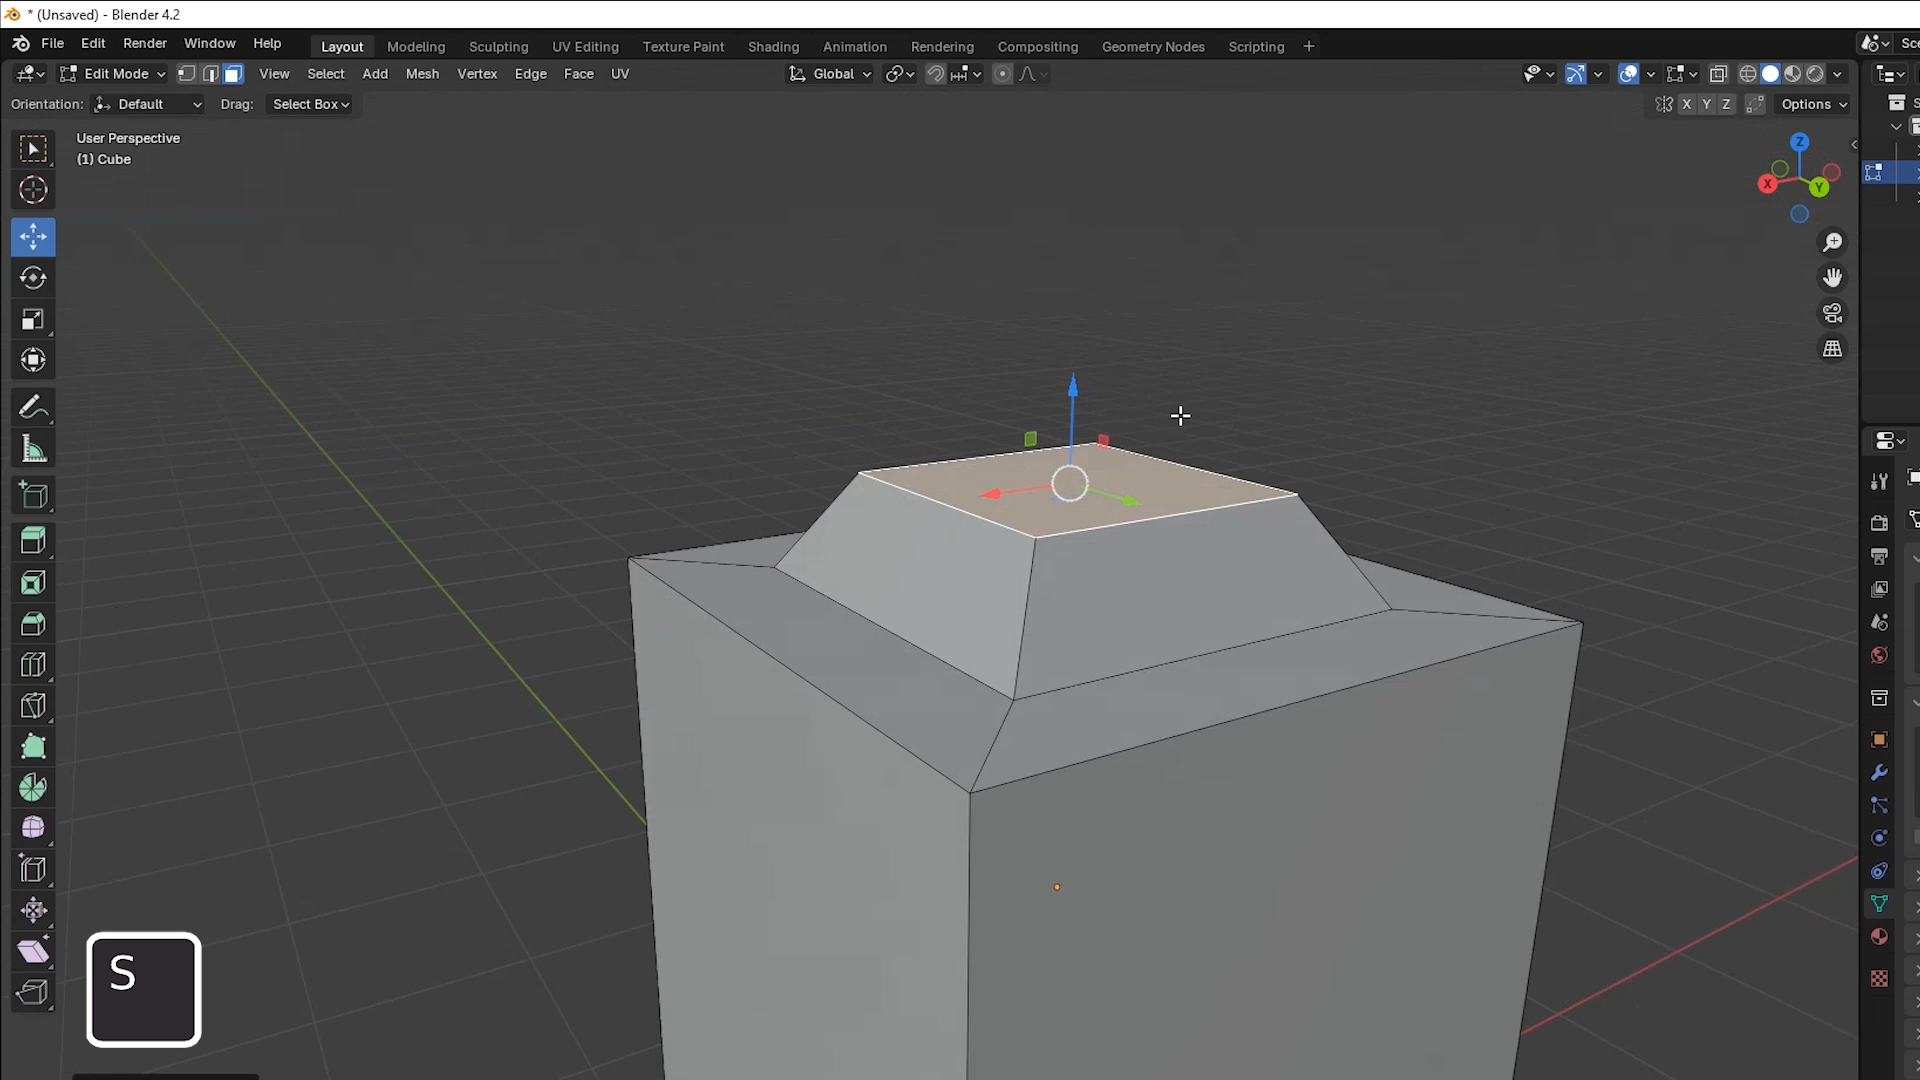 * (Unsaved) - Blender 4.2
File Edit Render Window Help
Layout Modeling Sculpting UV Editing Texture Paint Shading Animation Rendering Compositing Geometry Nodes Scripting +
Edit Mode View Select Add Mesh Vertex Edge Face UV Global
Orientation: Default Drag: Select Box X Y Z Options
User Perspective
(1) Cube
Z
X Y
S